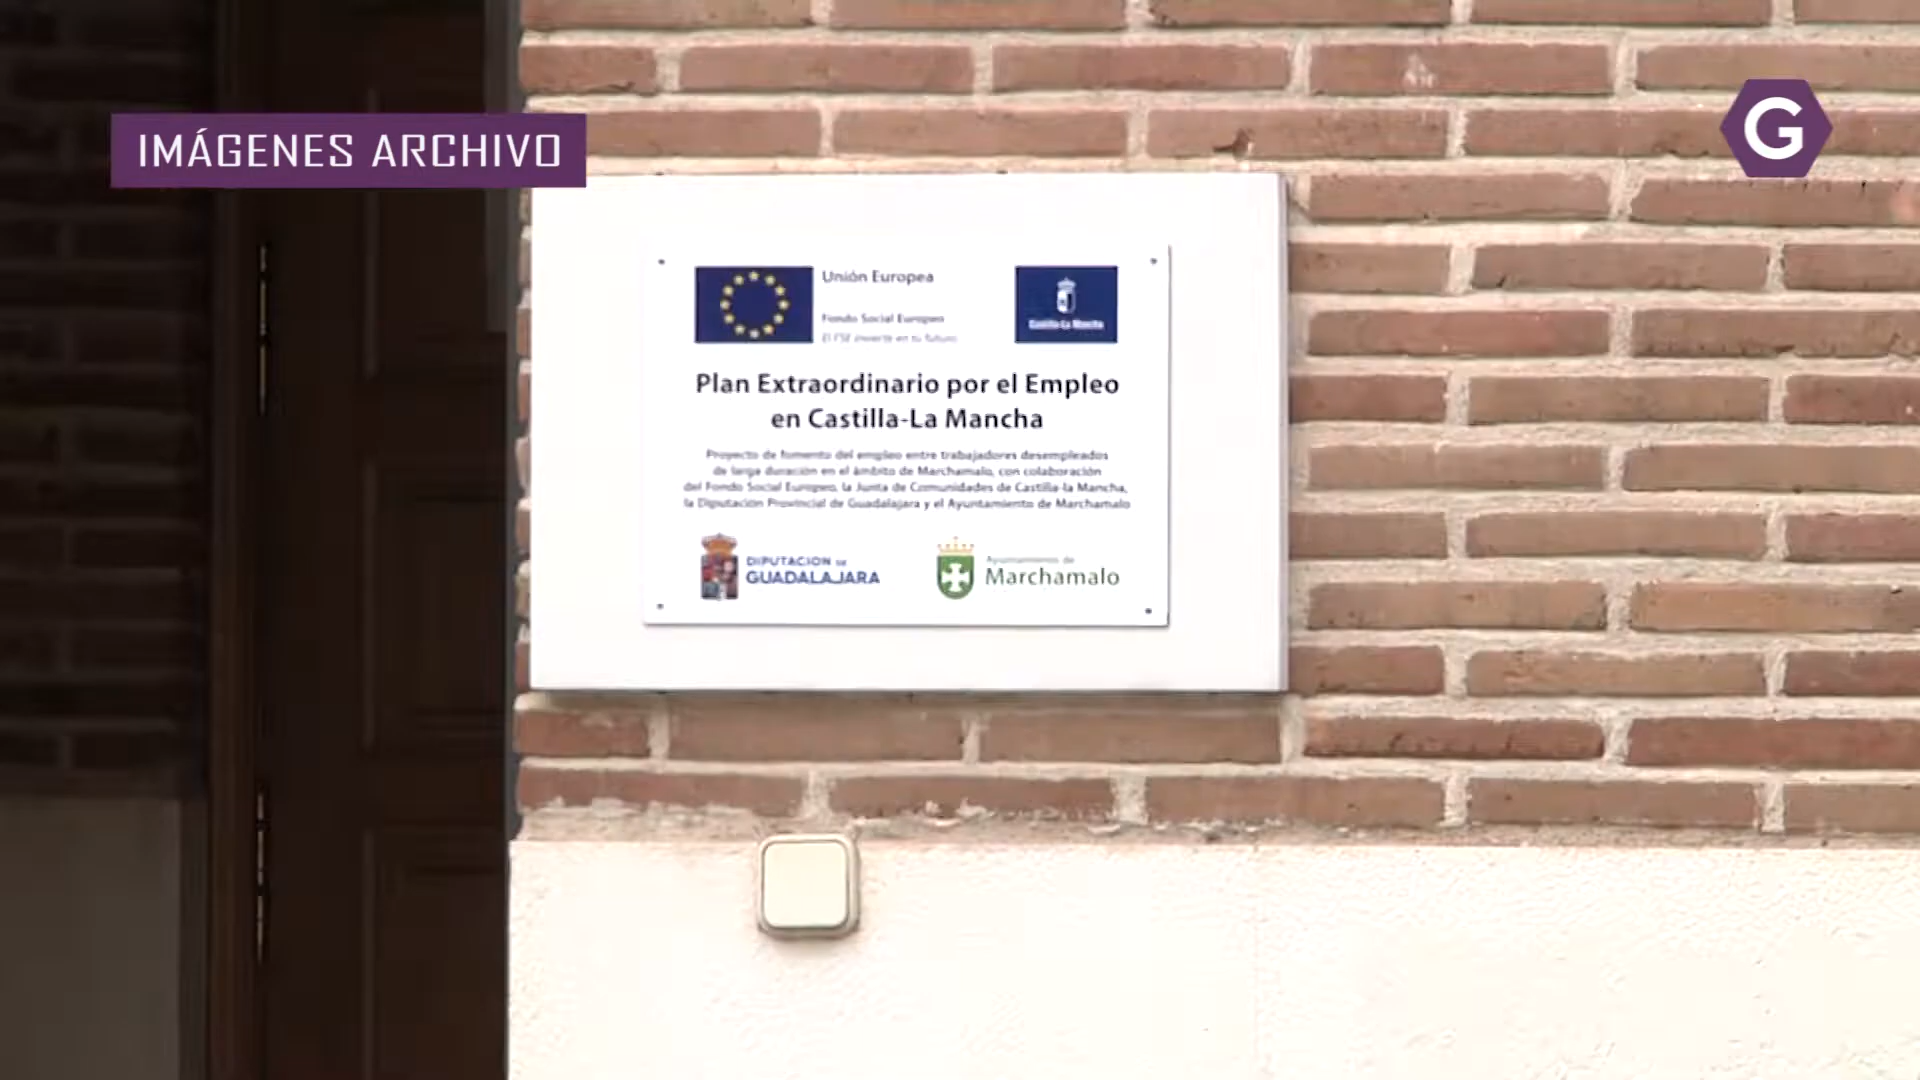 IMÁGENES ARCHIVO
G
Unión Europea
Fondo Social Europeo
El FSE invierte en tu futuro
Castilla-La Mancha
Plan Extraordinario por el Empleo
en Castilla-La Mancha
Proyecto de fomento del empleo entre trabajadores desempleados
de larga duración en el ámbito de Marchamalo, con colaboración
del Fondo Social Europeo, la Junta de Comunidades de Castilla-la Mancha,
la Diputación Provincial de Guadalajara y el Ayuntamiento de Marchamalo
DIPUTACION DE
GUADALAJARA
Ayuntamiento de
Marchamalo